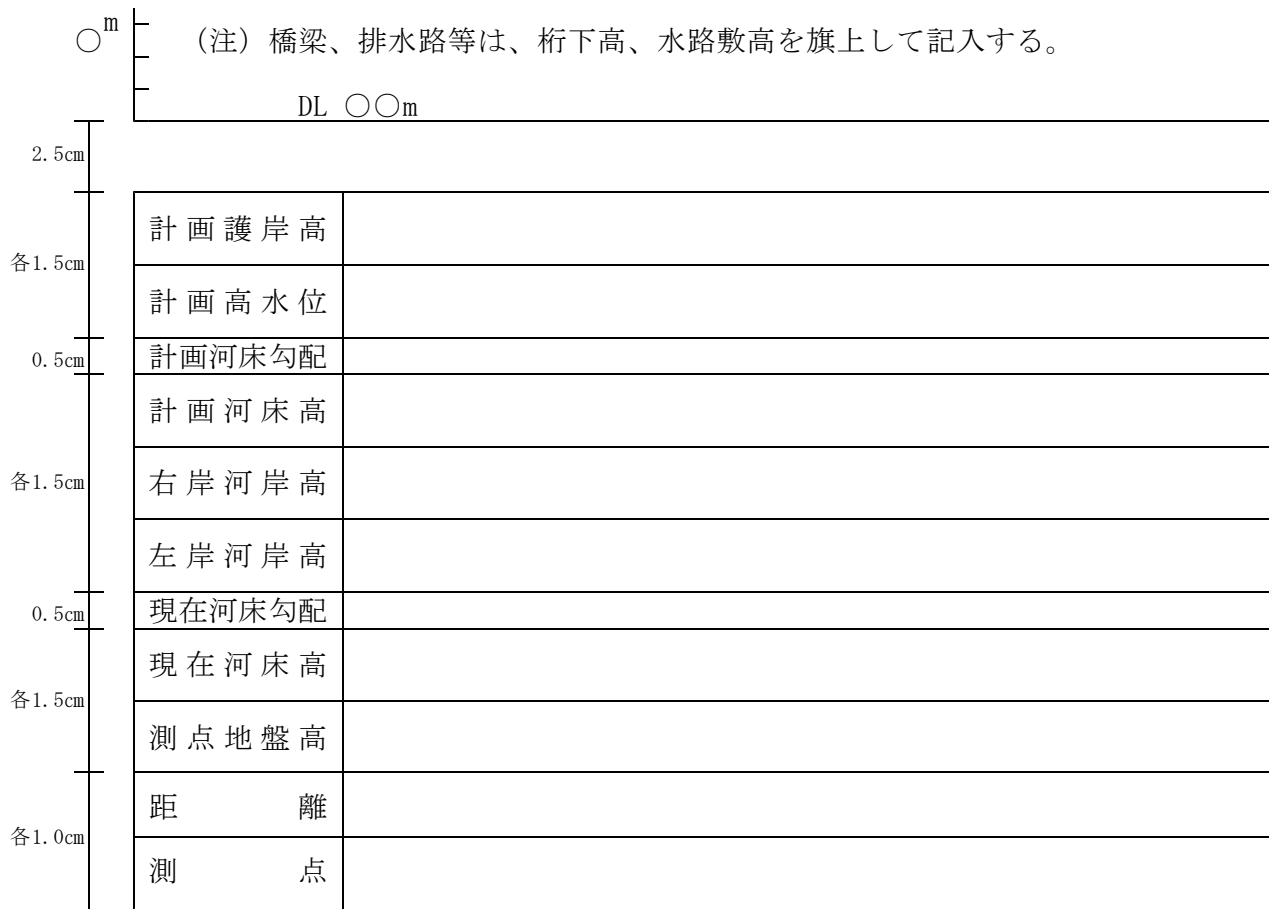 ○m
（注）橋梁、排水路等は、桁下高、水路敷高を旗上して記入する。
DL ○○m
2.5cm
計画護岸高
各1.5cm
計画高水位
0.5cm
計画河床勾配
計画河床高
各1.5cm
右岸河岸高
左岸河岸高
0.5cm
現在河床勾配
現在河床高
各1.5cm
測点地盤高
距離
各1.0cm
測点